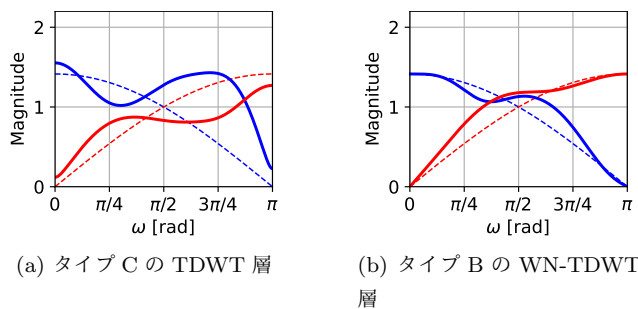 2
1
0
Magnitude
0
π/4
π/2
3π/4
π
ω [rad]
(a) タイプ C の TDWT 層
2
1
0
Magnitude
0
π/4
π/2
3π/4
π
ω [rad]
(b) タイプ B の WN-TDWT
層